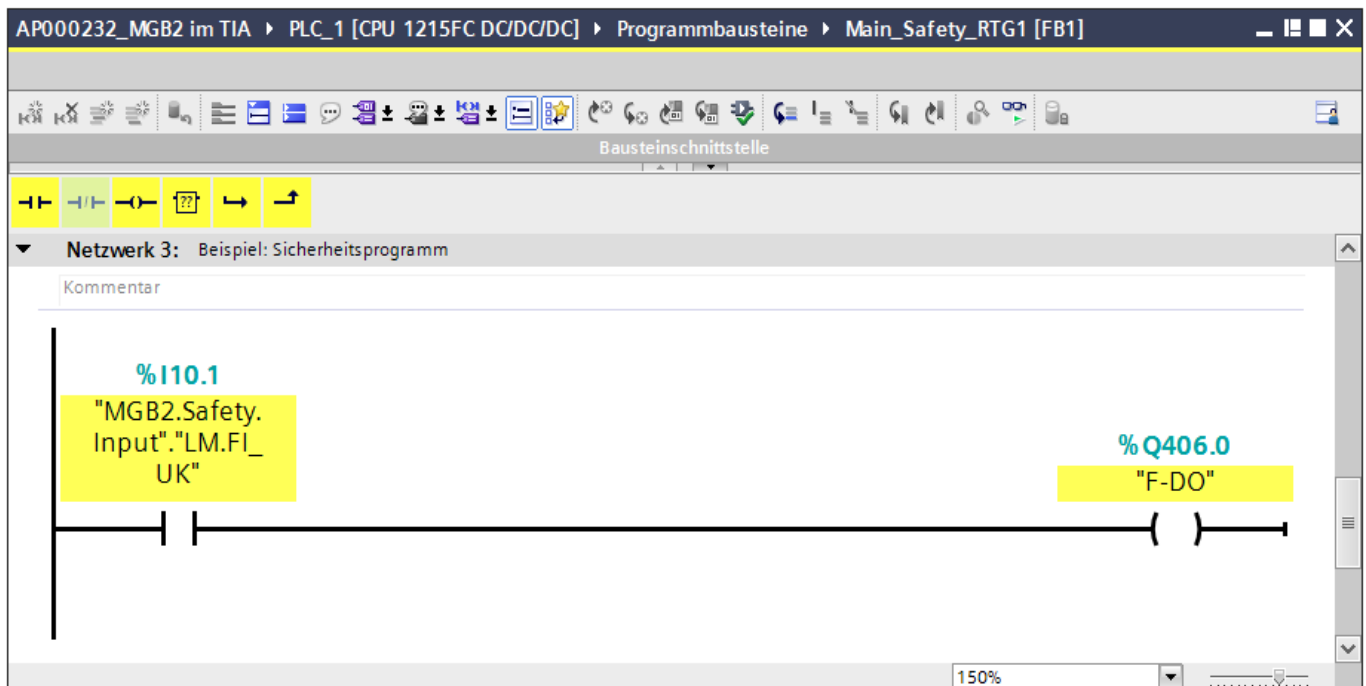 AP000232_MGB2 im TIA ▸ PLC_1 [CPU 1215FC DC/DC/DC] ▸ Programmbausteine ▸ Main_Safety_RTG1 [FB1]
Bausteinschnittstelle
??
Netzwerk 3: Beispiel: Sicherheitsprogramm
Kommentar
%I10.1
"MGB2.Safety.
Input"."LM.FI_
UK"
%Q406.0
"F-DO"
150%